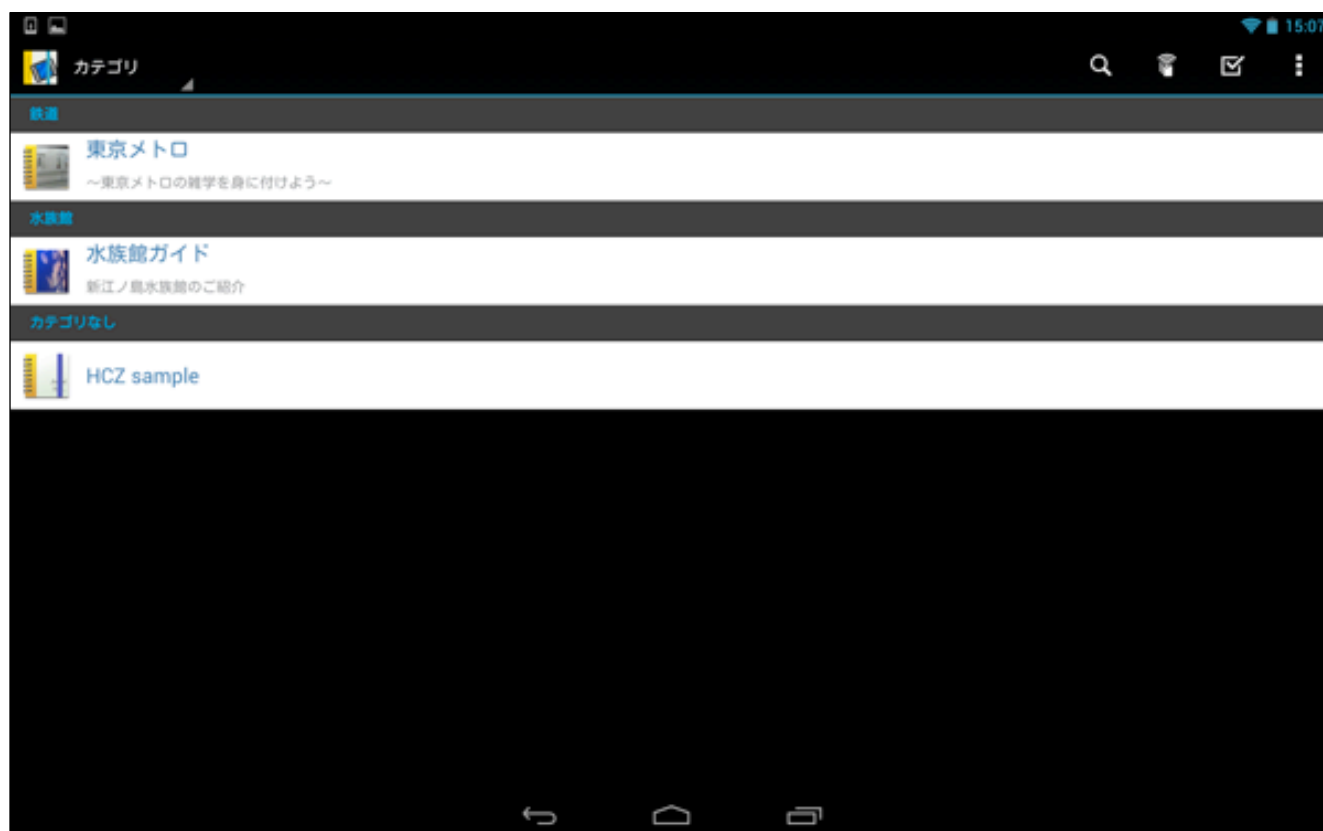 15:07
カテゴリ
鉄道
東京メトロ
～東京メトロの雑学を身に付けよう～
水族館
水族館ガイド
新江ノ島水族館のご紹介
カテゴリなし
HCZ sample